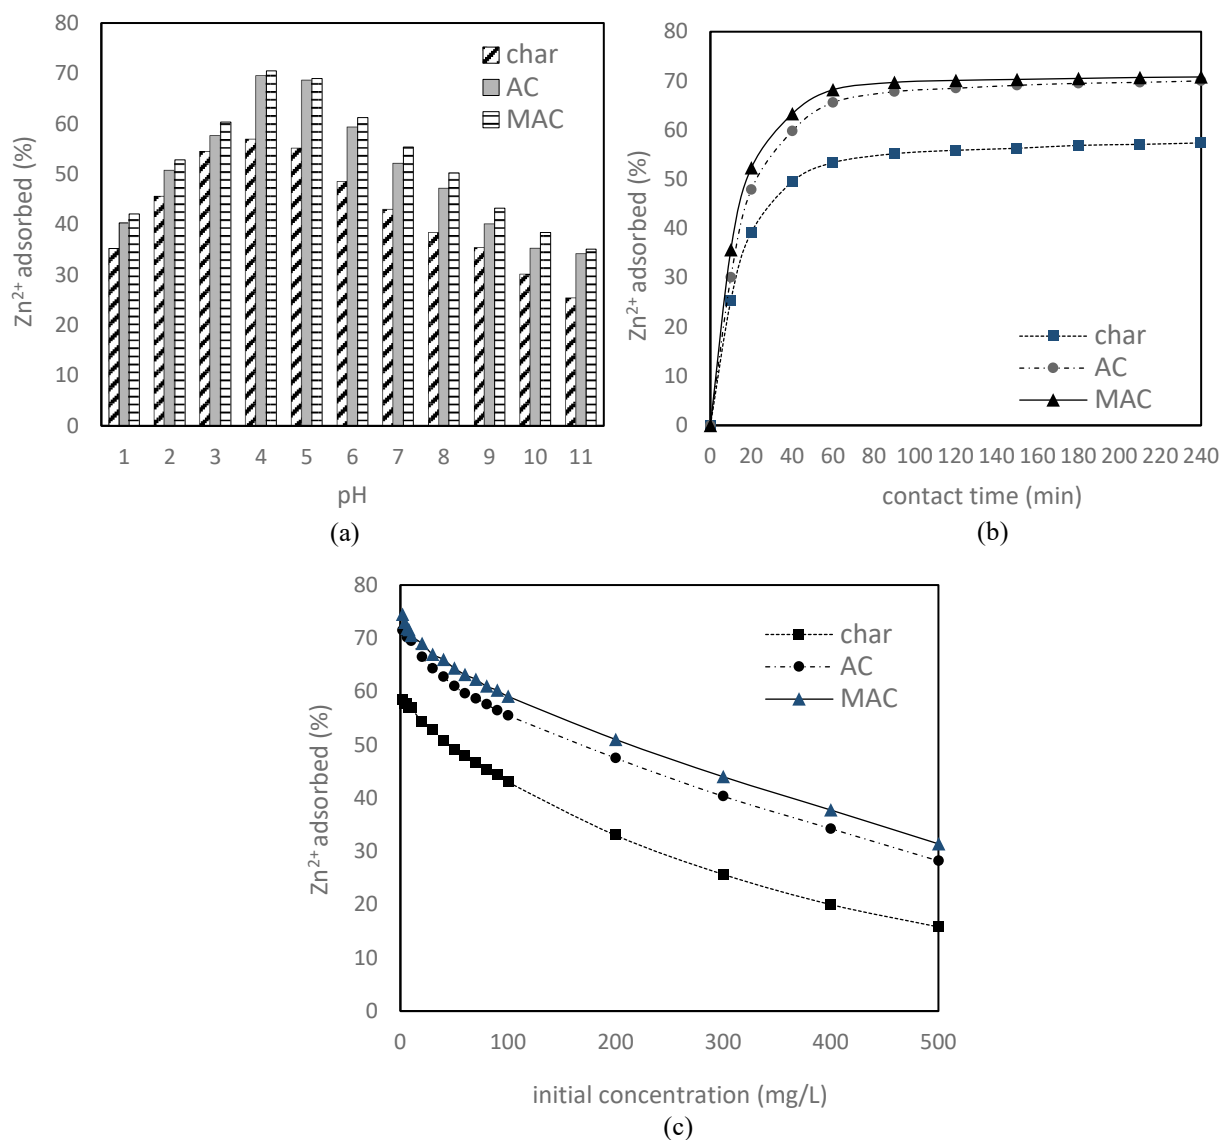 80
70
60
50
40
30
20
10
0
Zn²⁺ adsorbed (%)
char
AC
MAC
1 2 3 4 5 6 7 8 9 10 11
pH
(a)
80
70
60
50
40
30
20
10
0
Zn²⁺ adsorbed (%)
char
AC
MAC
0 20 40 60 80 100 120 140 160 180 200 220 240
contact time (min)
(b)
80
70
60
50
40
30
20
10
0
Zn²⁺ adsorbed (%)
char
AC
MAC
0 100 200 300 400 500
initial concentration (mg/L)
(c)